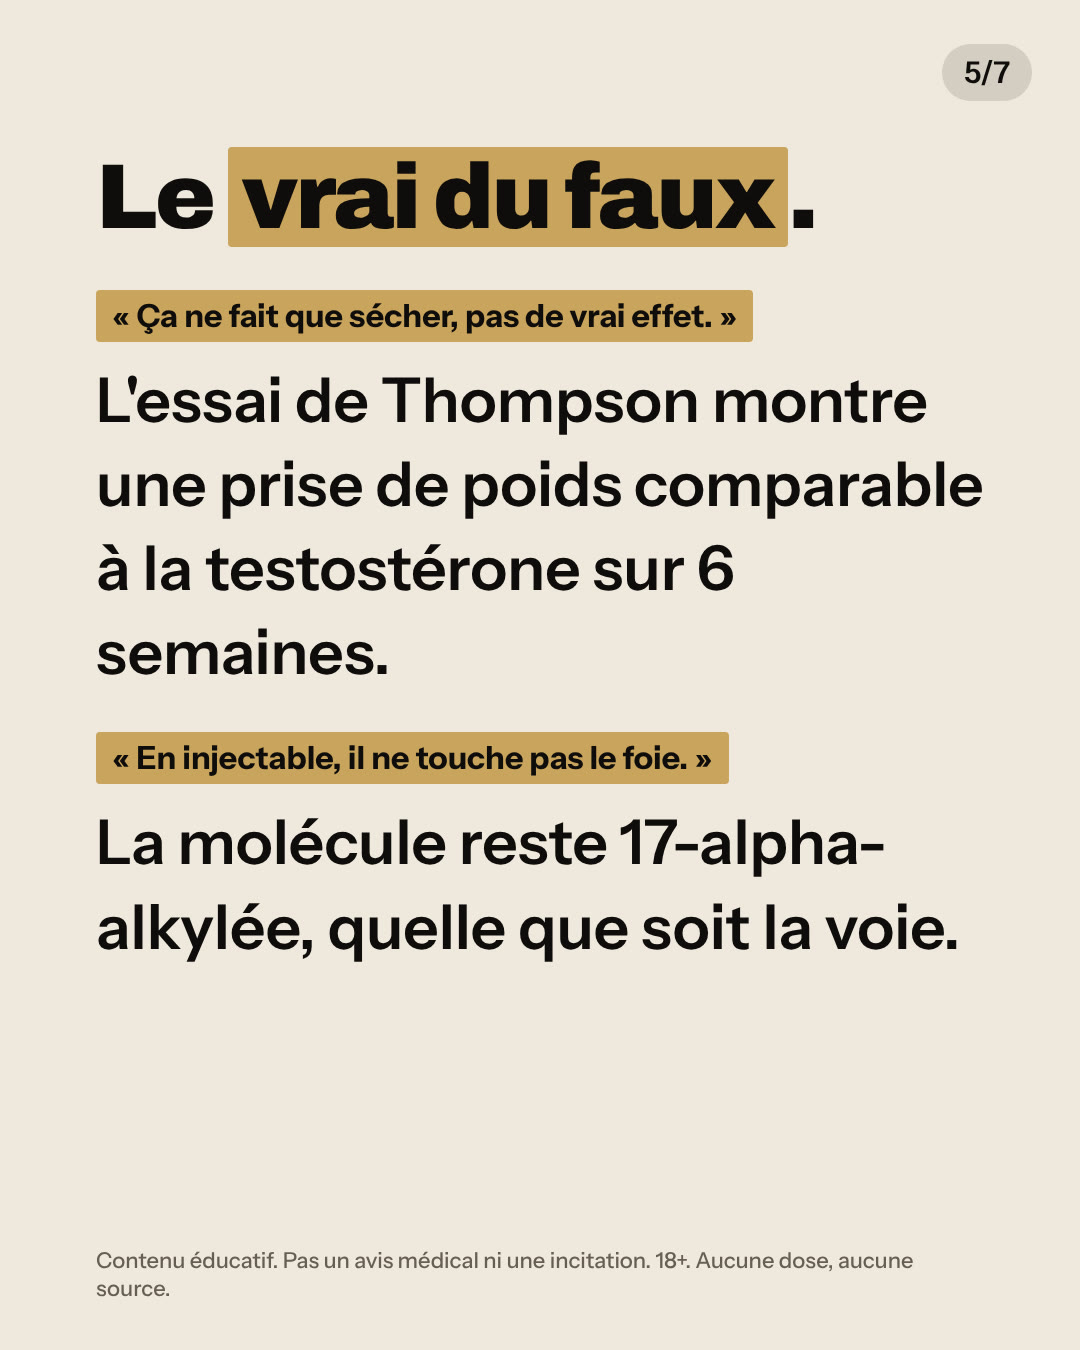 5/7
Le vrai du faux.
« Ça ne fait que sécher, pas de vrai effet. »
L'essai de Thompson montre
une prise de poids comparable
à la testostérone sur 6
semaines.
« En injectable, il ne touche pas le foie. »
La molécule reste 17-alpha-
alkylée, quelle que soit la voie.
Contenu éducatif. Pas un avis médical ni une incitation. 18+. Aucune dose, aucune
source.